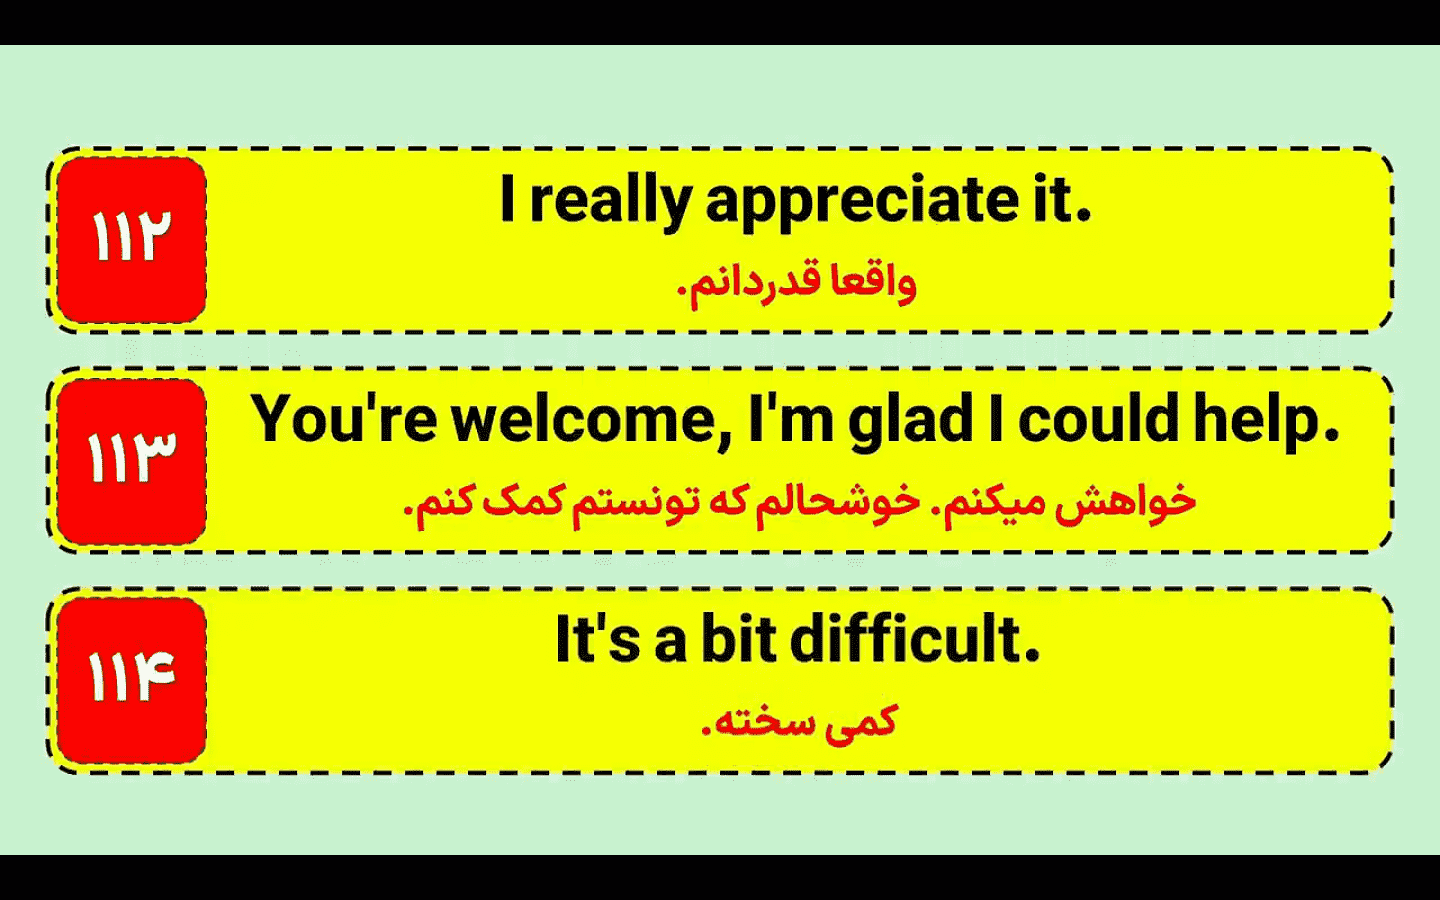 ۱۱۲
I really appreciate it.
واقعا قدردانم.
۱۱۳
You're welcome, I'm glad I could help.
خواهش میکنم. خوشحالم که تونستم کمک کنم.
۱۱۴
It's a bit difficult.
کمی سخته.